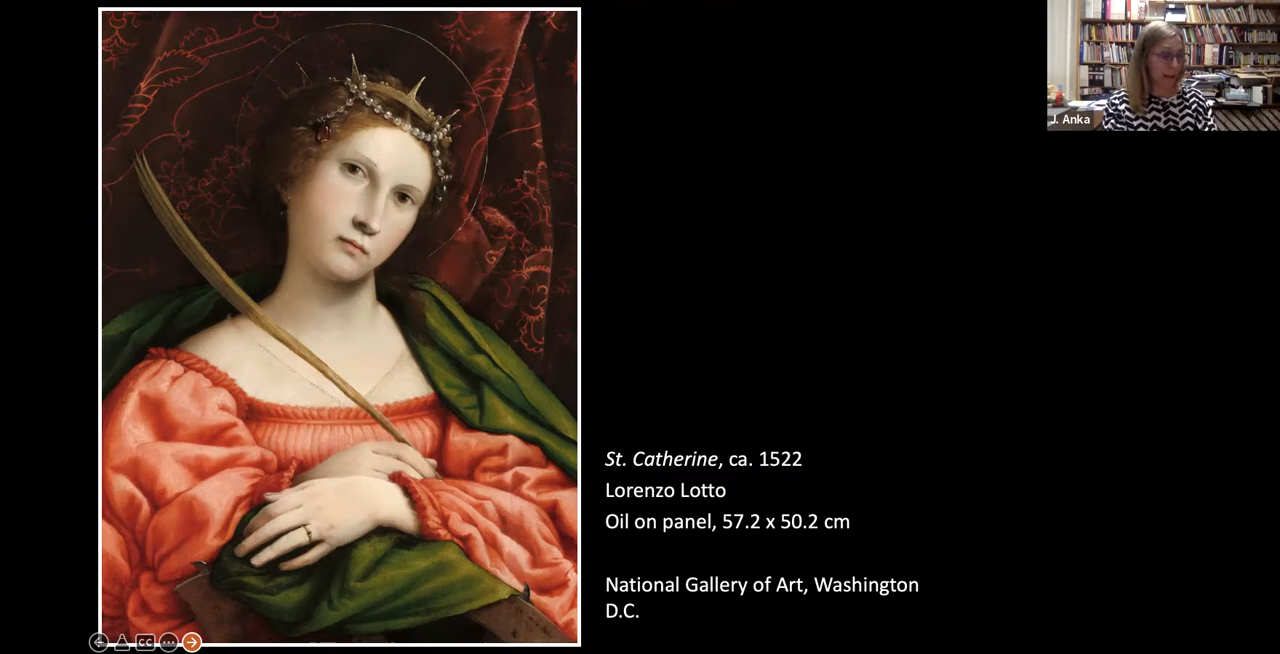 J. Anka
St. Catherine, ca. 1522
Lorenzo Lotto
Oil on panel, 57.2 x 50.2 cm
National Gallery of Art, Washington
D.C.
CC